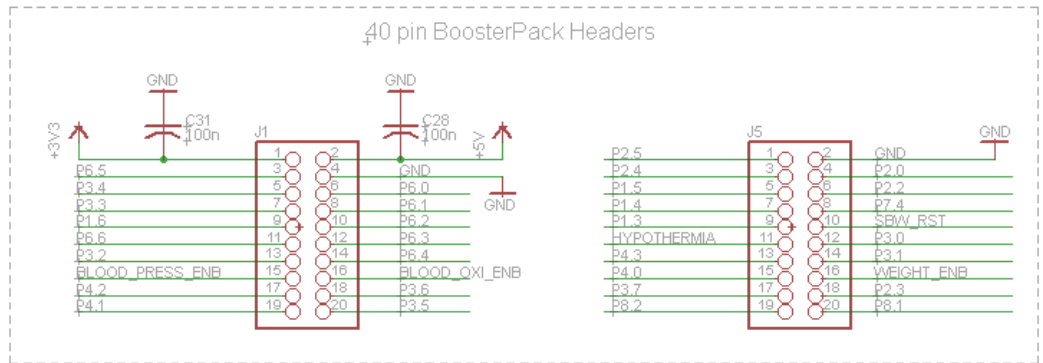 40 pin BoosterPack Headers
GND
C31
100n
+3V3
J1
GND
C28
100n
+5V
1 2
P6.5 3 4 GND
P3.4 5 6 P6.0
GND
P3.3 7 8 P6.1
P1.6 9 10 P6.2
P6.6 11 12 P6.3
P3.2 13 14 P6.4
BLOOD_PRESS_ENB 15 16 BLOOD_OXI_ENB
P4.2 17 18 P3.6
P4.1 19 20 P3.5
J5
GND
P2.5 1 2 GND
P2.4 3 4 P2.0
P1.5 5 6 P2.2
P1.4 7 8 P7.4
P1.3 9 10 SBW_RST
HYPOTHERMIA 11 12 P3.0
P4.3 13 14 P3.1
P4.0 15 16 WEIGHT_ENB
P3.7 17 18 P2.3
P8.2 19 20 P8.1